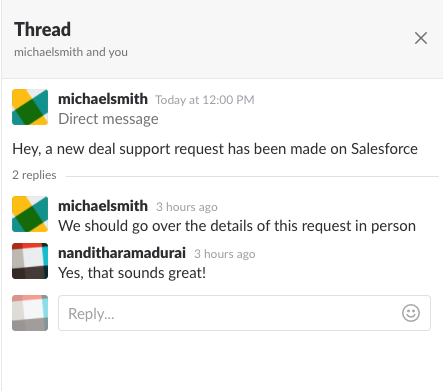 Thread
michaelsmith and you
michaelsmith Today at 12:00 PM
Direct message
Hey, a new deal support request has been made on Salesforce
2 replies
michaelsmith 3 hours ago
We should go over the details of this request in person
nanditharamadurai 3 hours ago
Yes, that sounds great!
Reply...